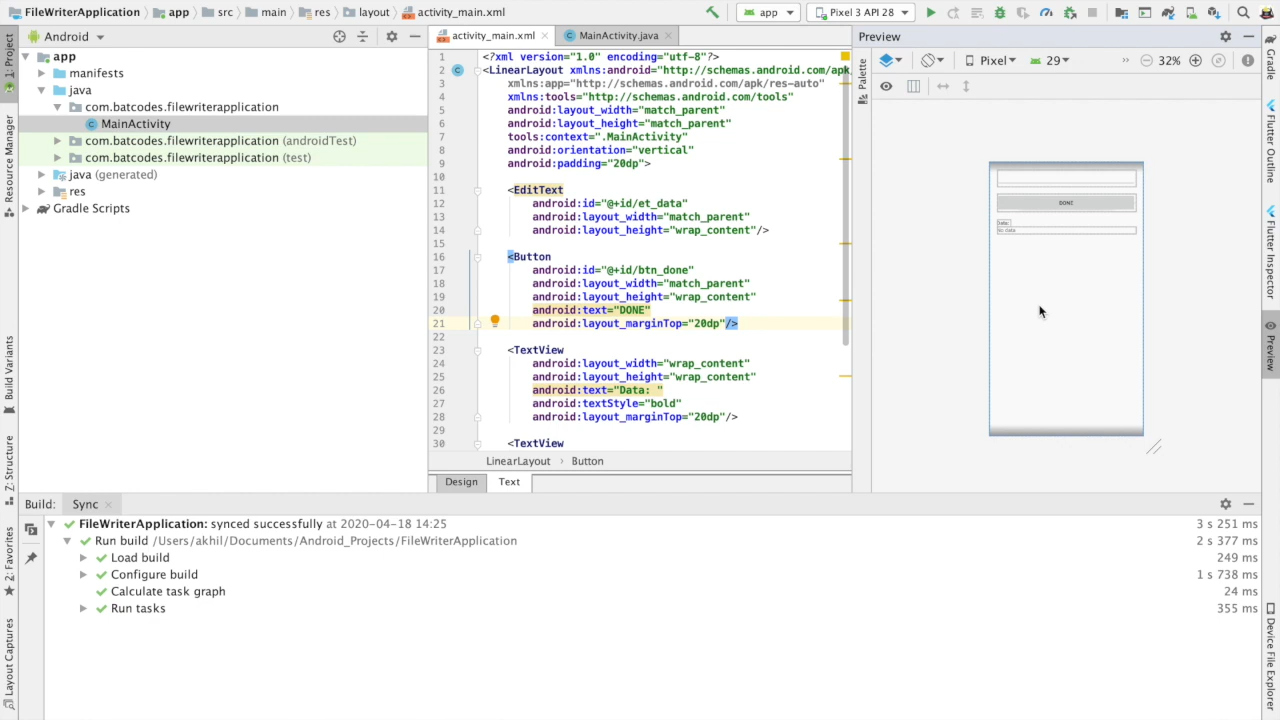 FileWriterApplication app src main res layout activity_main.xml
app Pixel 3 API 28
1: Project
Resource Manager
Build Variants
Z: Structure
2: Favorites
Layout Captures
Android
app
manifests
java
com.batcodes.filewriterapplication
MainActivity
com.batcodes.filewriterapplication (androidTest)
com.batcodes.filewriterapplication (test)
java (generated)
res
Gradle Scripts
activity_main.xml MainActivity.java
1 <?xml version="1.0" encoding="utf-8"?>
2 <LinearLayout xmlns:android="http://schemas.android.com/apk
3 xmlns:app="http://schemas.android.com/apk/res-auto"
4 xmlns:tools="http://schemas.android.com/tools"
5 android:layout_width="match_parent"
6 android:layout_height="match_parent"
7 tools:context=".MainActivity"
8 android:orientation="vertical"
9 android:padding="20dp">
10
11 <EditText
12 android:id="@+id/et_data"
13 android:layout_width="match_parent"
14 android:layout_height="wrap_content"/>
15
16 <Button
17 android:id="@+id/btn_done"
18 android:layout_width="match_parent"
19 android:layout_height="wrap_content"
20 android:text="DONE"
21 android:layout_marginTop="20dp"/>
22
23 <TextView
24 android:layout_width="wrap_content"
25 android:layout_height="wrap_content"
26 android:text="Data: "
27 android:textStyle="bold"
28 android:layout_marginTop="20dp"/>
29
30 <TextView
LinearLayout › Button
Design Text
Preview
Palette
Pixel 29 » 32%
DONE
Data:
No data
Gradle
Flutter Outline
Flutter Inspector
Preview
Device File Explorer
Build: Sync
FileWriterApplication: synced successfully at 2020-04-18 14:25 3 s 251 ms
Run build /Users/akhil/Documents/Android_Projects/FileWriterApplication 2 s 377 ms
Load build 249 ms
Configure build 1 s 738 ms
Calculate task graph 24 ms
Run tasks 355 ms